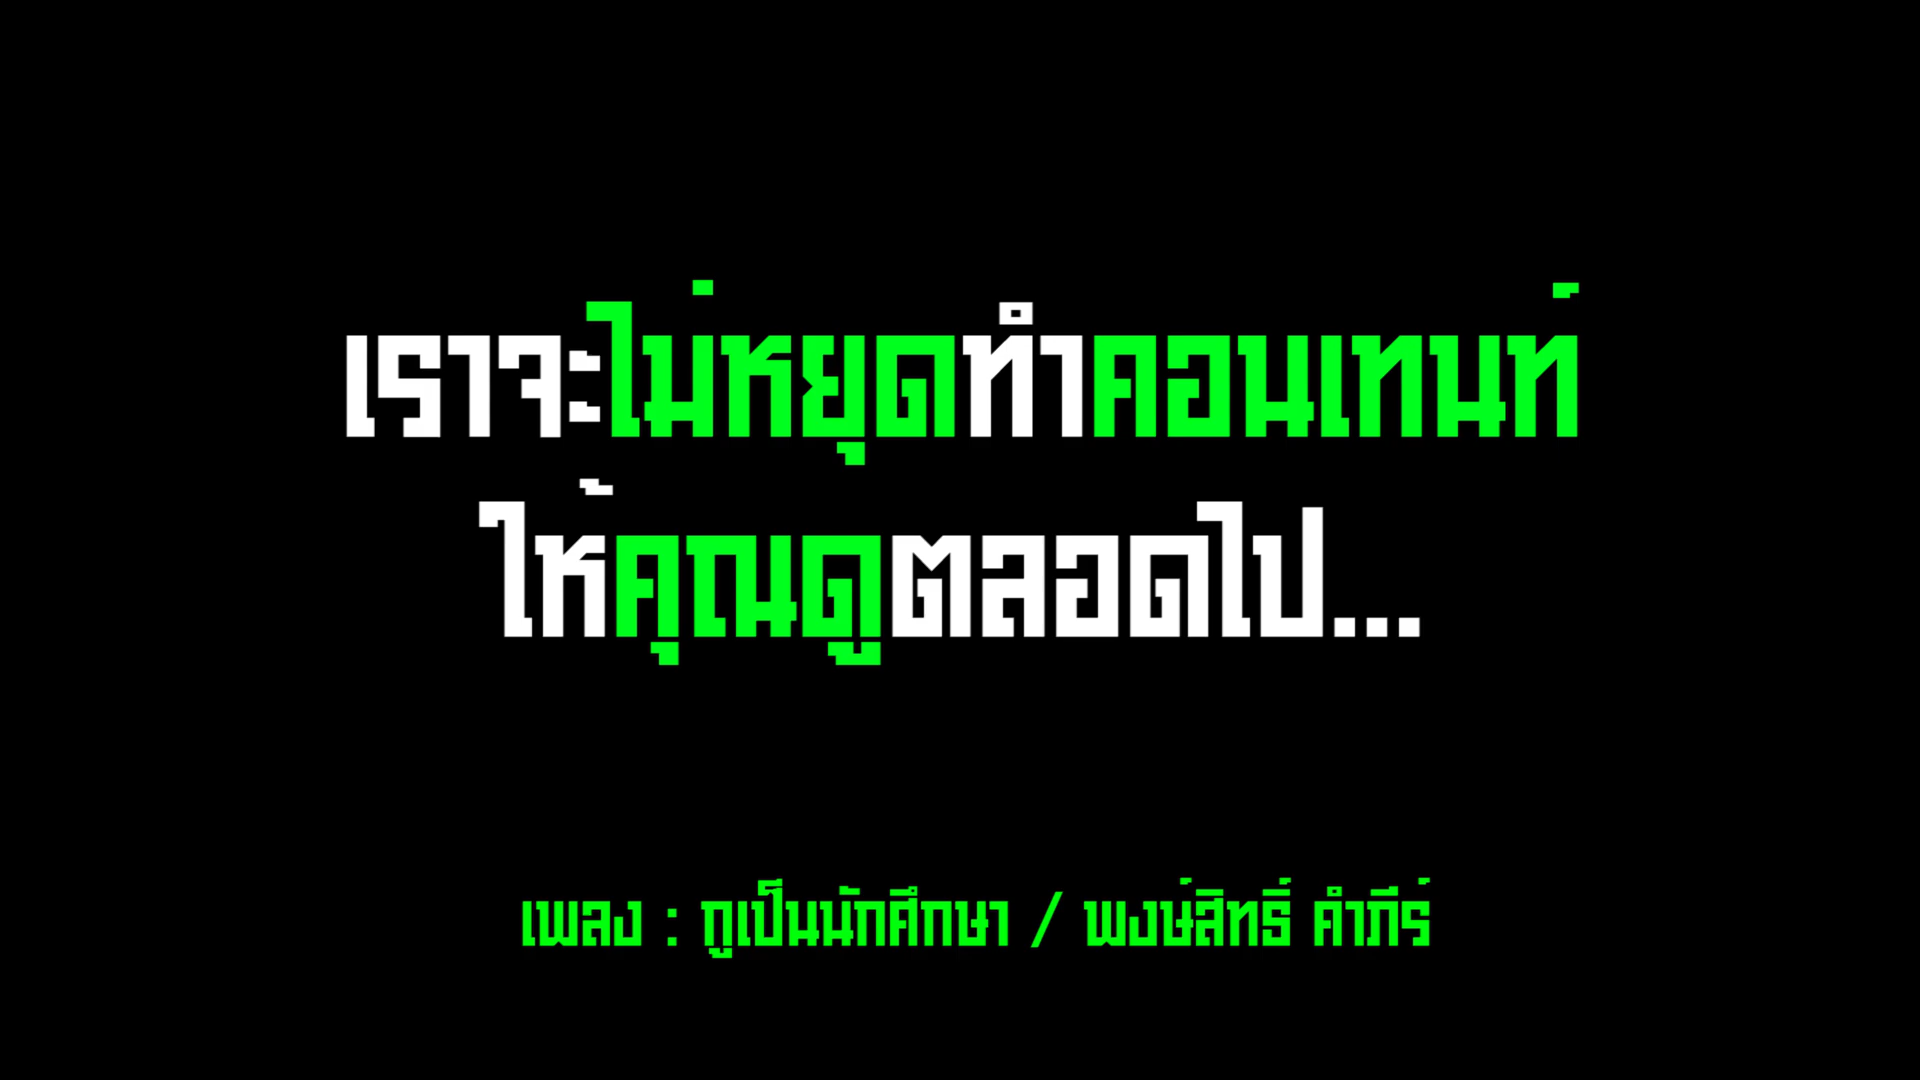 เราจะไม่หยุดทำคอนเทนท์
ให้คุณดูตลอดไป...
เพลง : กูเป็นนักศึกษา / พงษ์สิทธิ์ คำภีร์